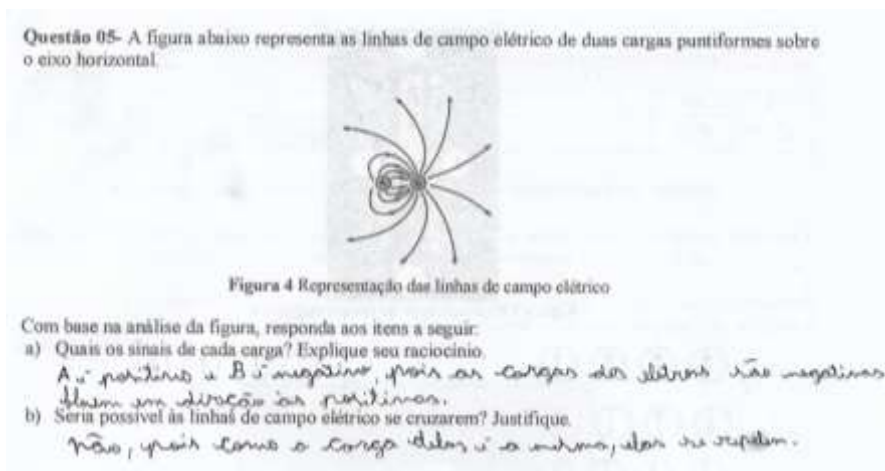 Questão 05- A figura abaixo representa as linhas de campo elétrico de duas cargas puntiformes sobre
o eixo horizontal.
Figura 4 Representação das linhas de campo elétrico
Com base na análise da figura, responda aos itens a seguir:
a) Quais os sinais de cada carga? Explique seu raciocínio.
A é positivo e B é negativo, pois as cargas dos elétrons são negativas
fluem em direção às positivas.
b) Seria possível às linhas de campo elétrico se cruzarem? Justifique.
não, pois como a carga delas é a mesma, elas se repelem.